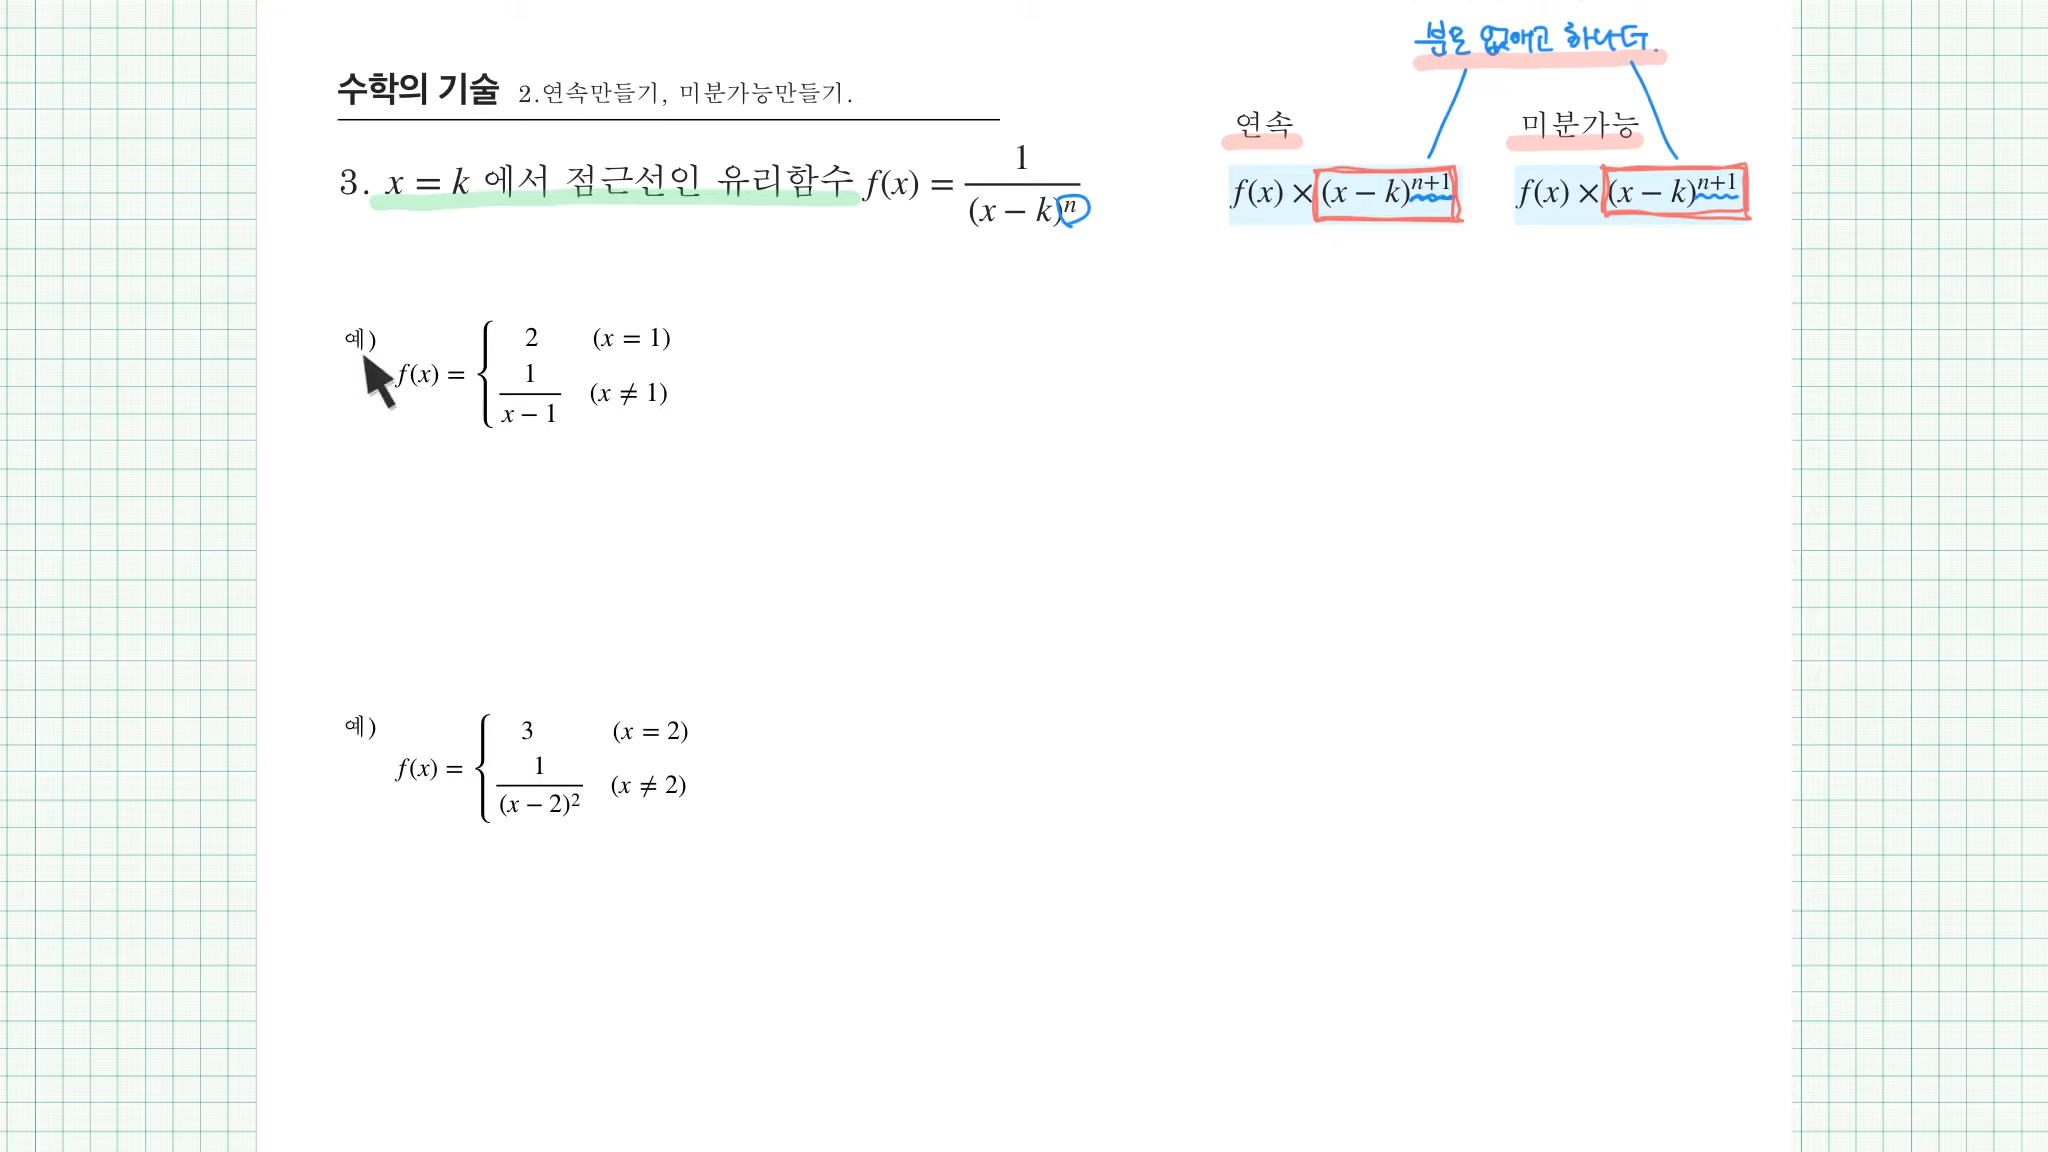 분모 없애고 하나 더.
수학의 기술 2.연속만들기, 미분가능만들기.
연속 미분가능
3. x = k 에서 점근선인 유리함수 f(x) = 1/(x − k)ⁿ
f(x) × (x − k)ⁿ⁺¹ f(x) × (x − k)ⁿ⁺¹
예)
f(x) = { 2 (x = 1)
1/(x − 1) (x ≠ 1)
예)
f(x) = { 3 (x = 2)
1/(x − 2)² (x ≠ 2)